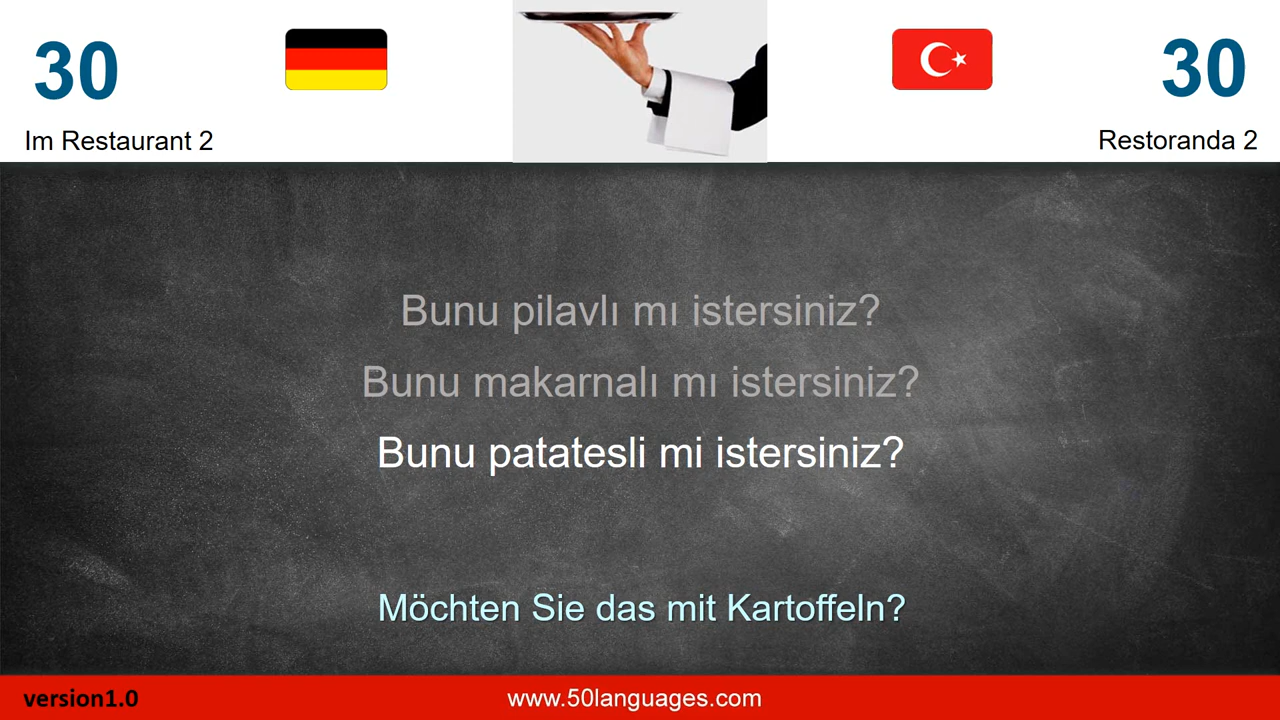 30
30
Im Restaurant 2
Restoranda 2
Bunu pilavlı mı istersiniz?
Bunu makarnalı mı istersiniz?
Bunu patatesli mi istersiniz?
Möchten Sie das mit Kartoffeln?
version1.0
www.50languages.com